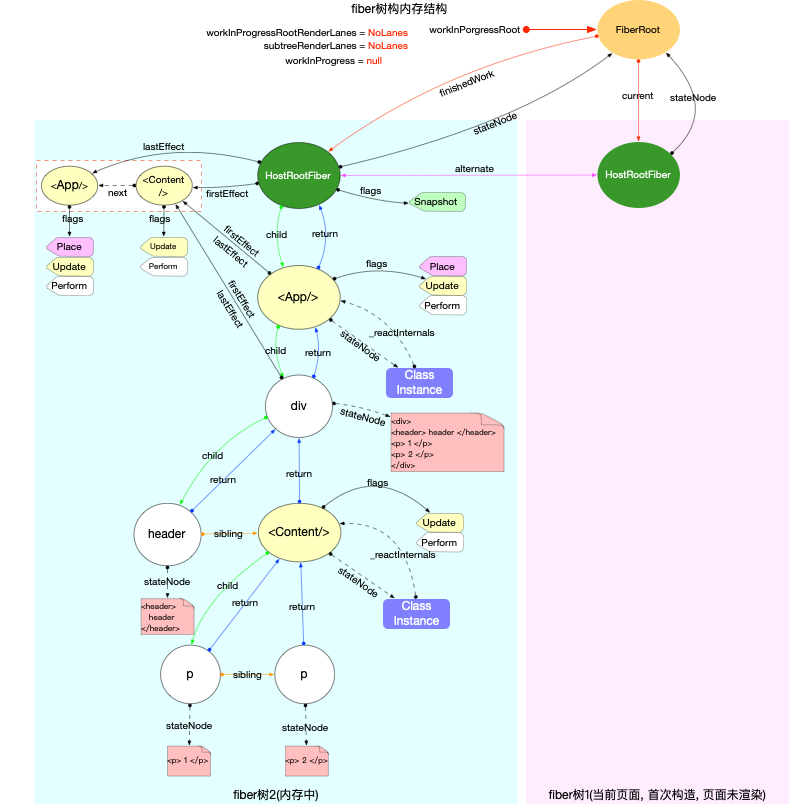 fiber树构内存结构
workInProgressRootRenderLanes = NoLanes
subtreeRenderLanes = NoLanes
workInProgress = null
workInPorgressRoot
FiberRoot
finishedWork
current
stateNode
stateNode
lastEffect
HostRootFiber
alternate
HostRootFiber
<App/>
next
<Content
/>
firstEffect
flags
Snapshot
flags
flags
Place
Update
Perform
Update
Perform
child
return
firstEffect
lastEffect
<App/>
flags
Place
Update
Perform
firstEffect
lastEffect
_reactInternals
stateNode
child
return
Class
Instance
div
stateNode
<div>
<header> header </header>
<p> 1 </p>
<p> 2 </p>
</div>
child
return
return
flags
header
sibling
<Content/>
Update
Perform
_reactInternals
stateNode
stateNode
child
return
return
<header>
header
</header>
Class
Instance
p
sibling
p
stateNode
stateNode
<p> 1 </p>
<p> 2 </p>
fiber树2(内存中)
fiber树1(当前页面, 首次构造, 页面未渲染)